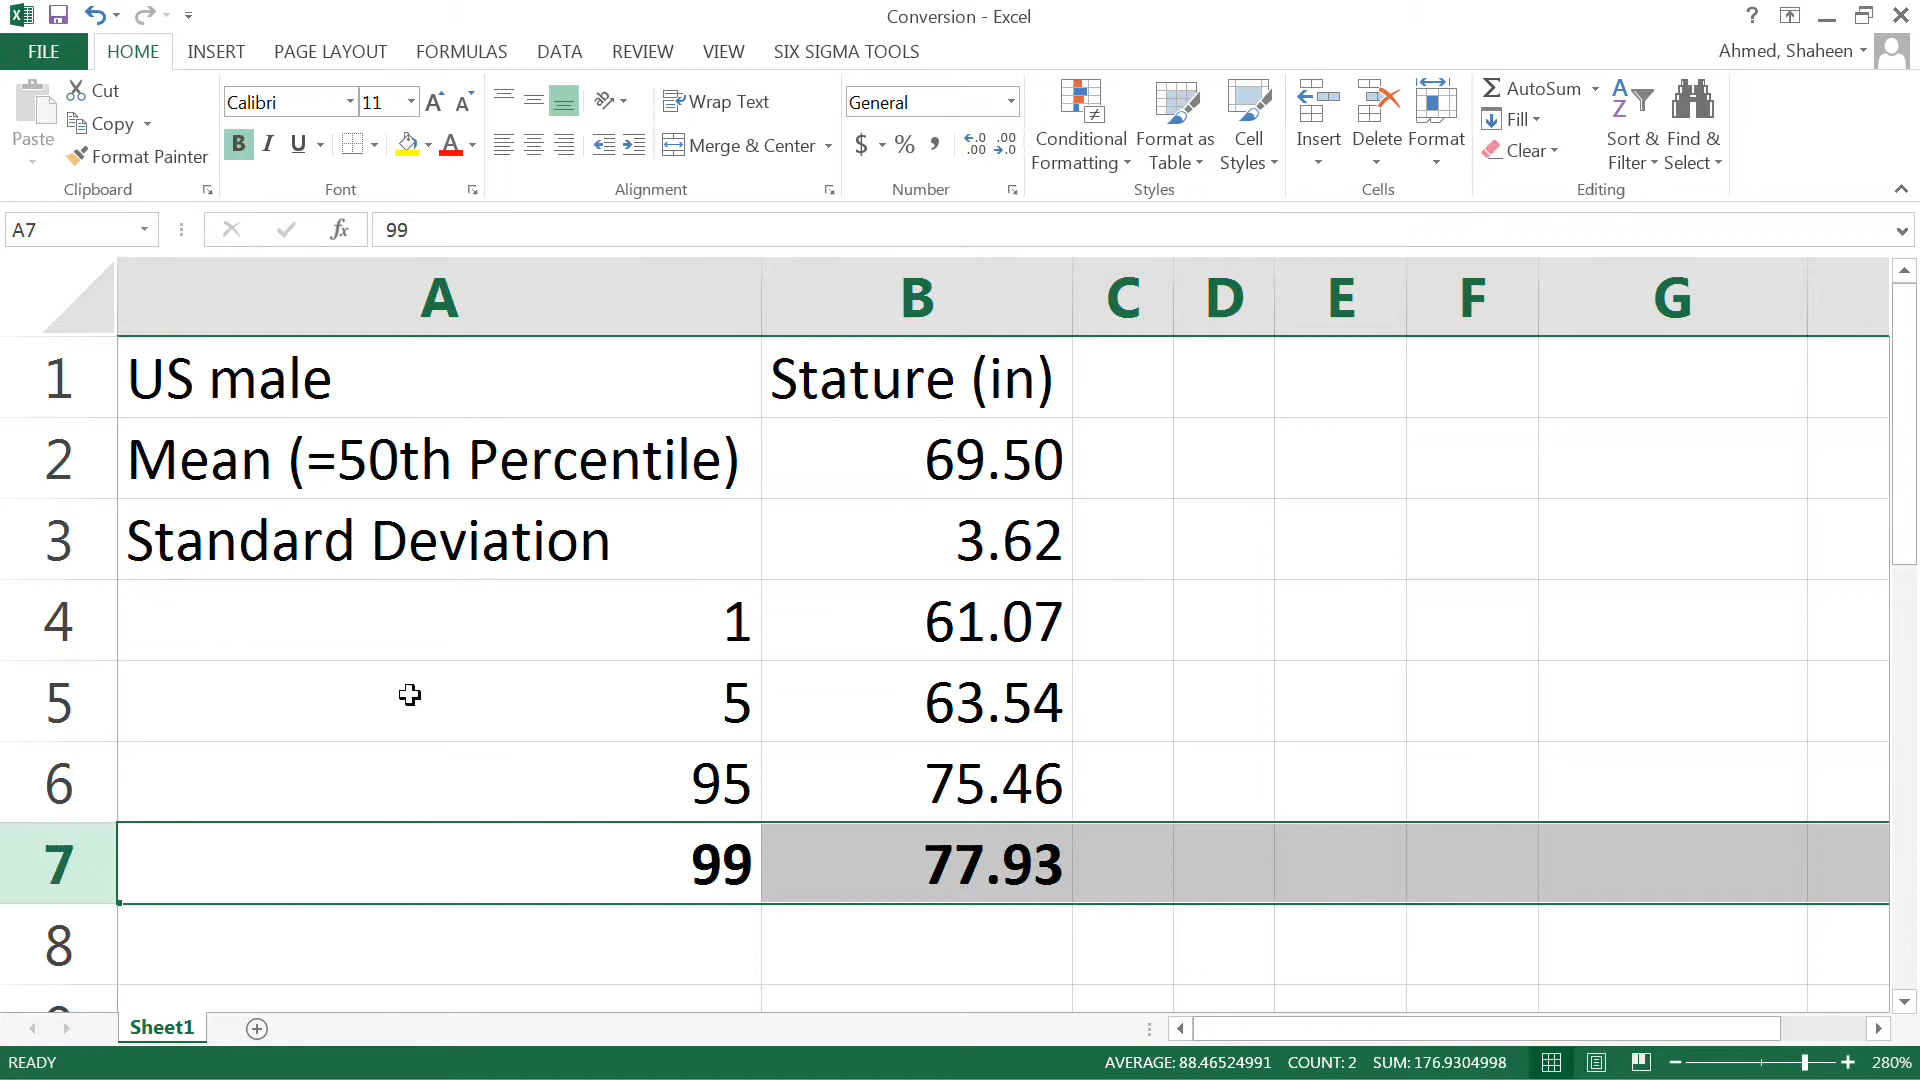 Conversion - Excel
?
FILE HOME INSERT PAGE LAYOUT FORMULAS DATA REVIEW VIEW SIX SIGMA TOOLS Ahmed, Shaheen
Paste
Cut
Copy
Format Painter
Clipboard
Calibri 11
B I U
Font
Wrap Text
Merge & Center
Alignment
General
$ % ,
Number
Conditional Formatting
Format as Table
Cell Styles
Styles
Insert Delete Format
Cells
AutoSum
Fill
Clear
Sort & Filter
Find & Select
Editing
A7 fx 99
A B C D E F G
1 US male Stature (in)
2 Mean (=50th Percentile) 69.50
3 Standard Deviation 3.62
4 1 61.07
5 5 63.54
6 95 75.46
7 99 77.93
8
Sheet1
READY AVERAGE: 88.46524991 COUNT: 2 SUM: 176.9304998 280%